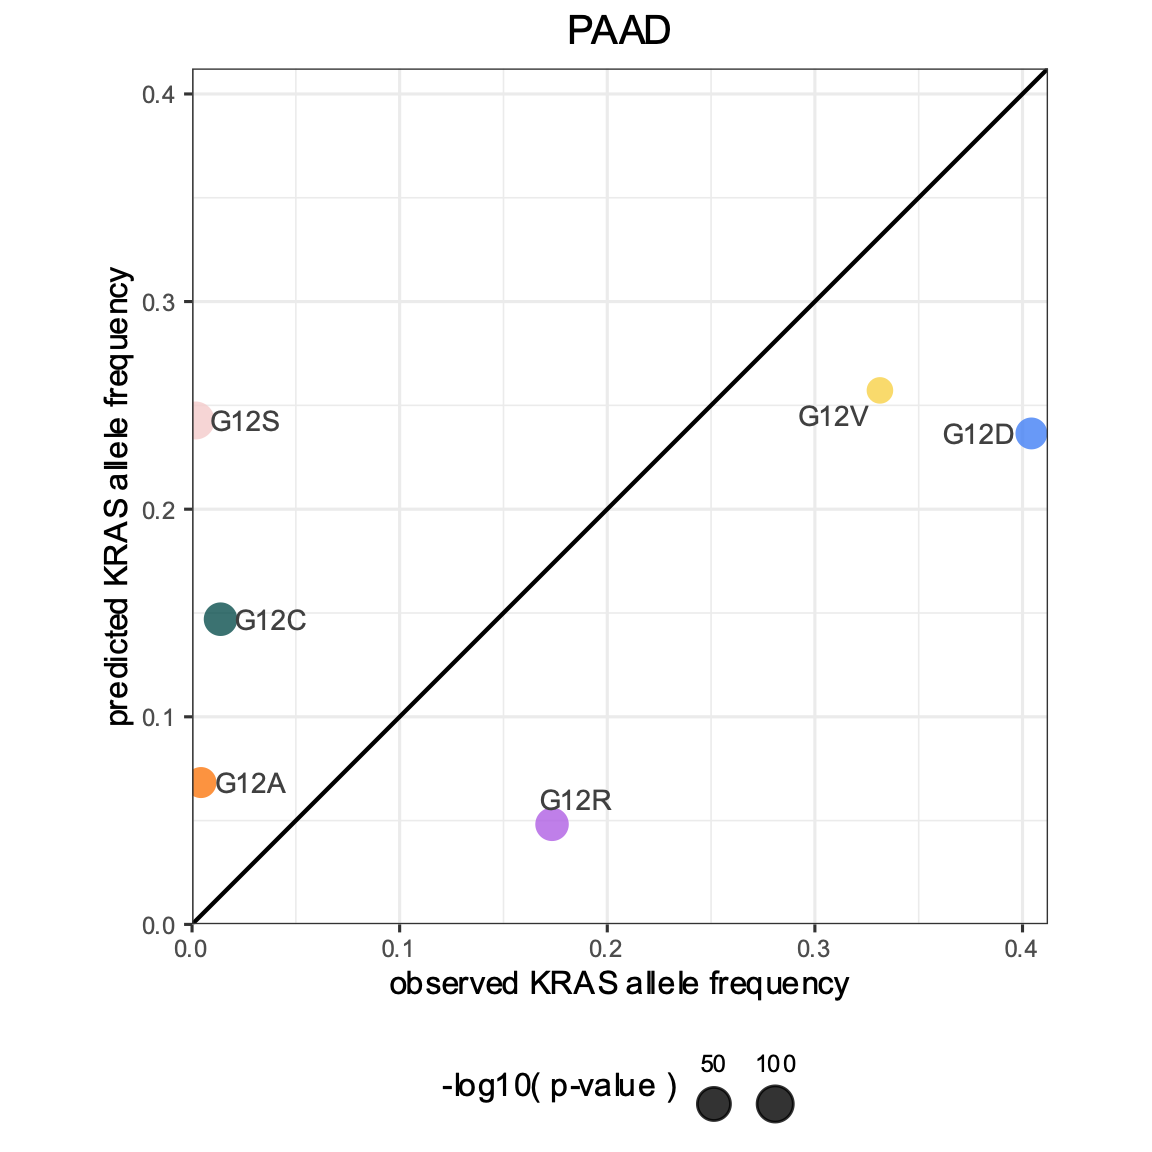 PAAD
0.4
0.3
0.2
0.1
0.0
predicted KRAS allele frequency
G12S
G12V
G12D
G12C
G12A
G12R
0.0 0.1 0.2 0.3 0.4
observed KRAS allele frequency
50 100
-log10( p-value )